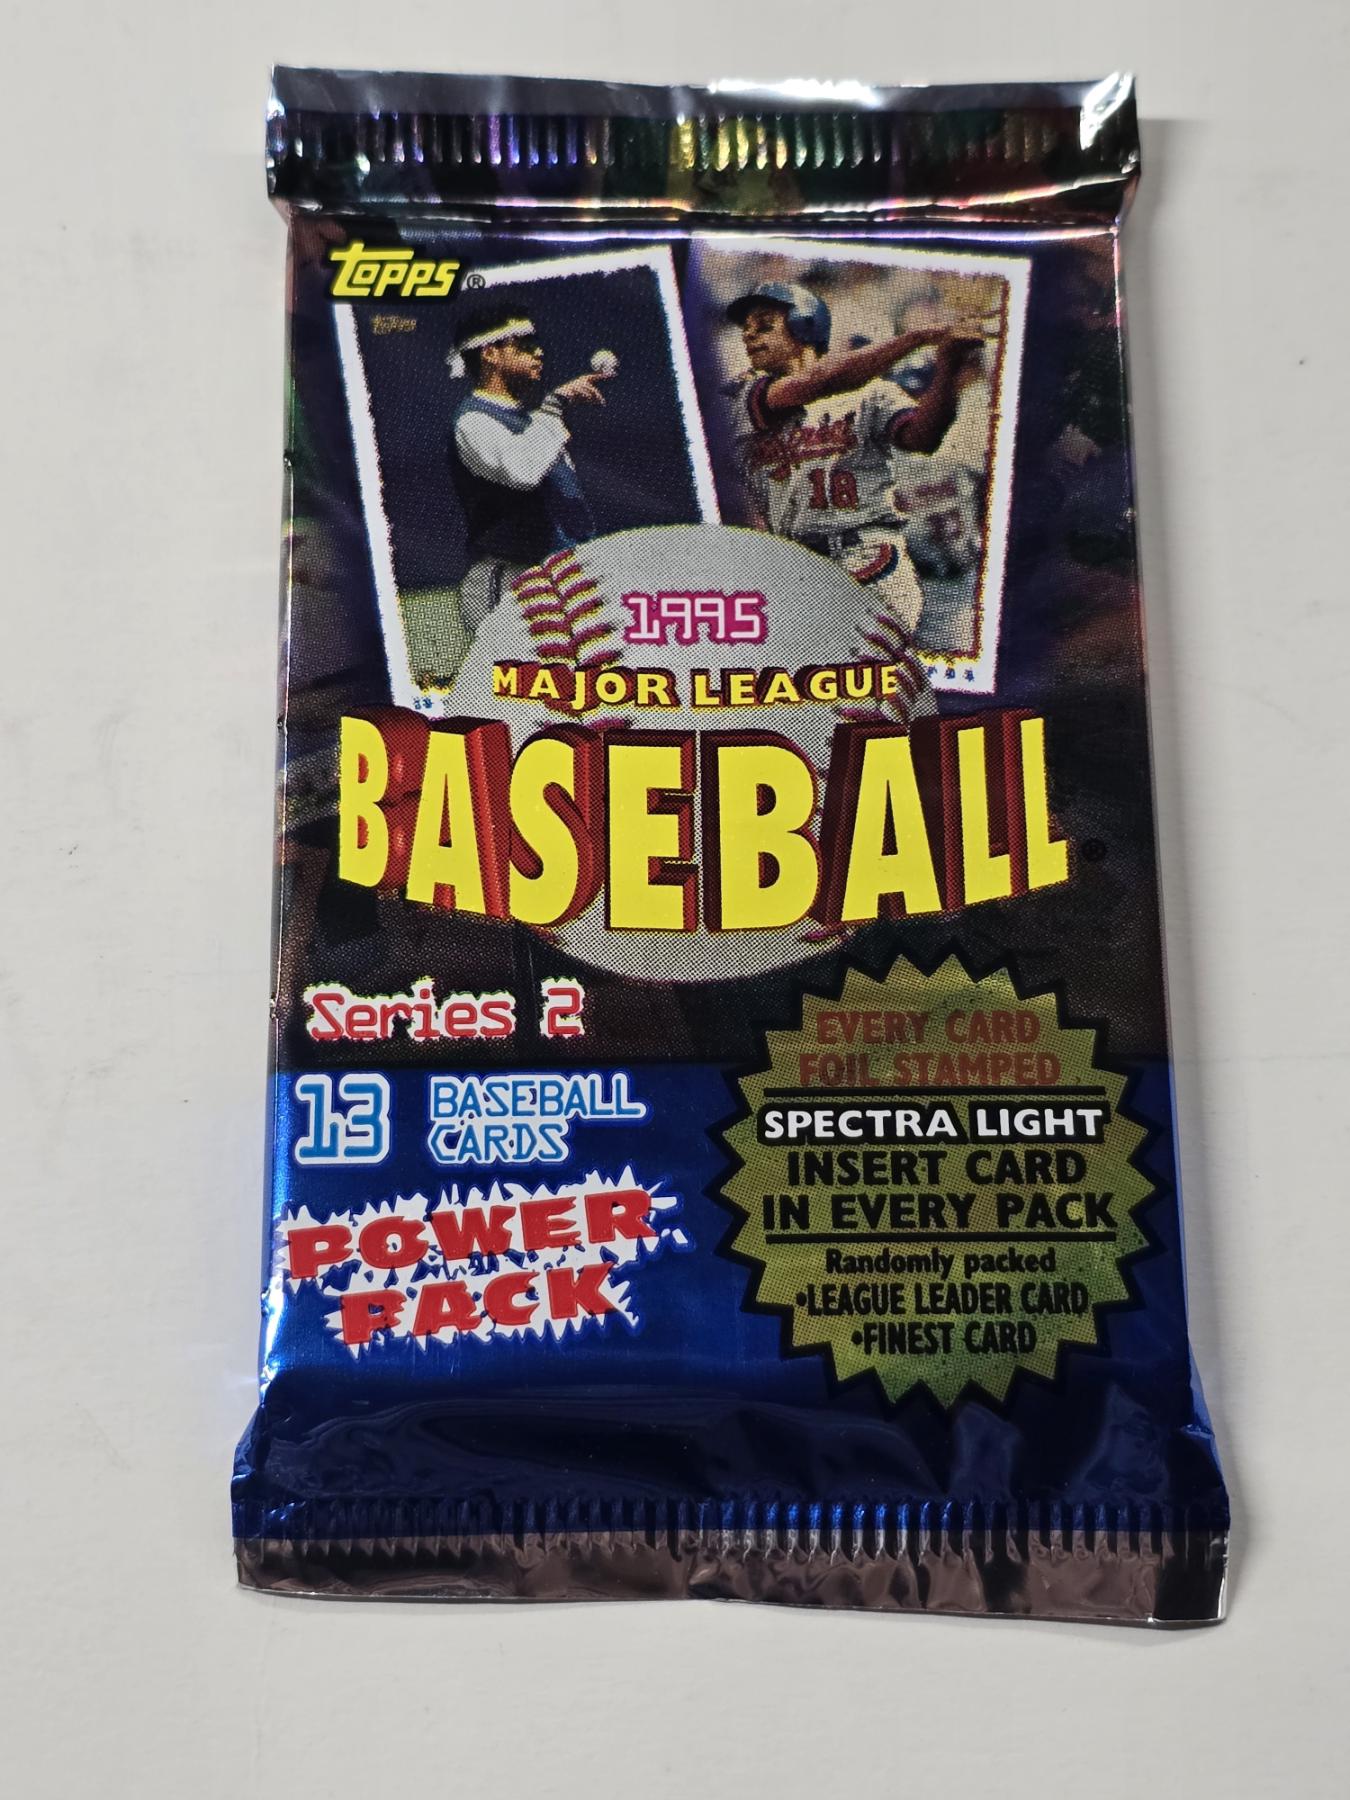 TOPPS®
1995
MAJOR LEAGUE
BASEBALL®
Series 2
13 BASEBALL
CARDS
POWER
PACK
EVERY CARD
FOIL STAMPED
SPECTRA LIGHT
INSERT CARD
IN EVERY PACK
Randomly packed
•LEAGUE LEADER CARD
•FINEST CARD
18